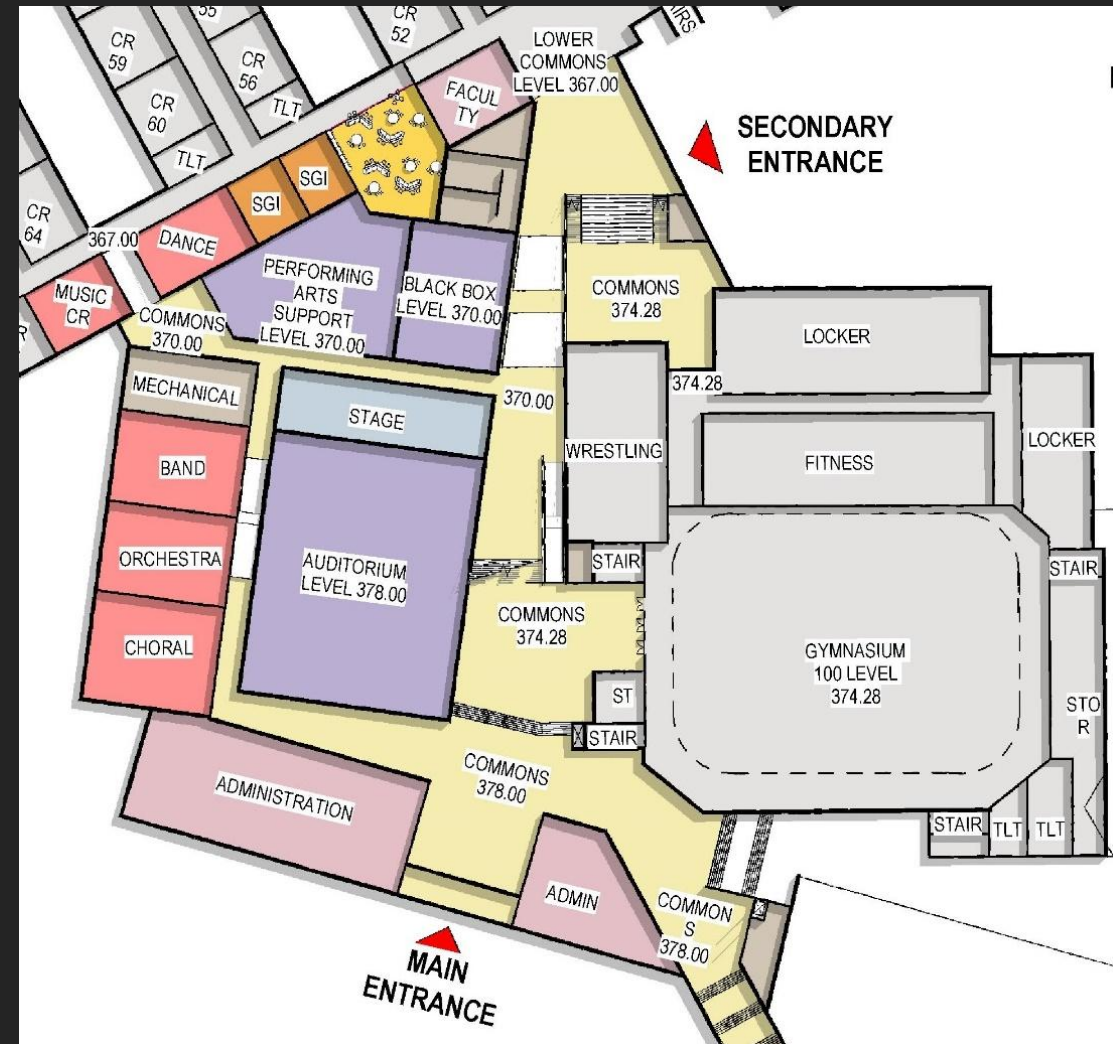 CR
59
CR
60
TLT
CR
56
TLT
CR
52
LOWER
COMMONS
LEVEL 367.00
FACUL
TY
SECONDARY
ENTRANCE
SGI
SGI
CR
64
367.00
DANCE
MUSIC
CR
COMMONS
370.00
PERFORMING
ARTS
SUPPORT
LEVEL 370.00
BLACK BOX
LEVEL 370.00
COMMONS
374.28
LOCKER
MECHANICAL
STAGE
370.00
374.28
BAND
WRESTLING
FITNESS
LOCKER
ORCHESTRA
AUDITORIUM
LEVEL 378.00
STAIR
STAIR
CHORAL
COMMONS
374.28
GYMNASIUM
100 LEVEL
374.28
ST
STO
R
STAIR
ADMINISTRATION
COMMONS
378.00
STAIR
TLT
TLT
ADMIN
COMMON
S
378.00
MAIN
ENTRANCE